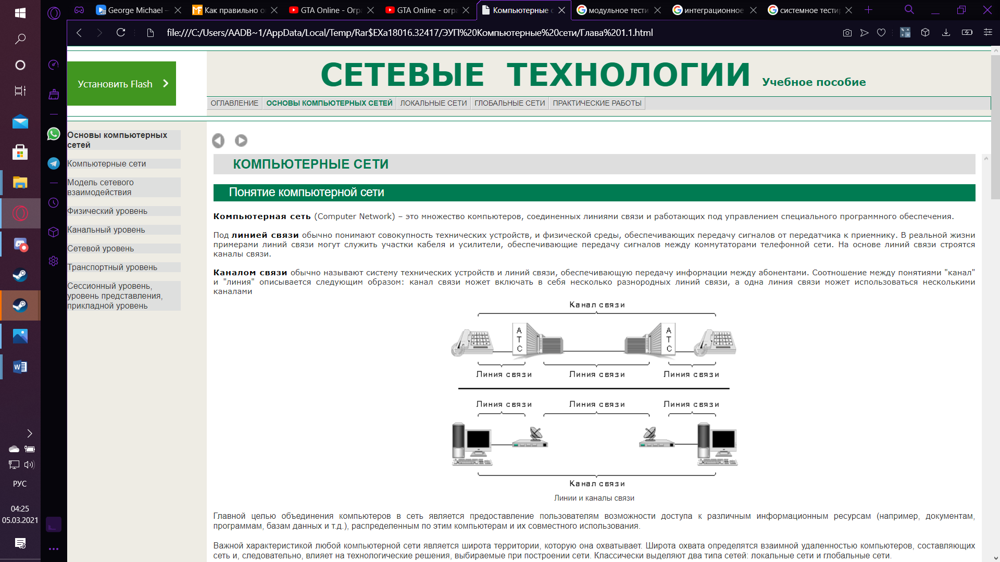 George Michael –
Как правильно о
GTA Online - Огра
GTA Online - огра
Компьютерные с
модульное тести
интеграционное
системное тести
file:///C:/Users/AADB~1/AppData/Local/Temp/Rar$EXa18016.32417/ЭУП%20Компьютерные%20сети/Глава%201.1.html
Установить Flash
СЕТЕВЫЕ ТЕХНОЛОГИИ Учебное пособие
ОГЛАВЛЕНИЕ ОСНОВЫ КОМПЬЮТЕРНЫХ СЕТЕЙ ЛОКАЛЬНЫЕ СЕТИ ГЛОБАЛЬНЫЕ СЕТИ ПРАКТИЧЕСКИЕ РАБОТЫ
Основы компьютерных
сетей
Компьютерные сети
Модель сетевого
взаимодействия
Физический уровень
Канальный уровень
Сетевой уровень
Транспортный уровень
Сессионный уровень,
уровень представления,
прикладной уровень
КОМПЬЮТЕРНЫЕ СЕТИ
Понятие компьютерной сети
Компьютерная сеть (Computer Network) – это множество компьютеров, соединенных линиями связи и работающих под управлением специального программного обеспечения.
Под линией связи обычно понимают совокупность технических устройств, и физической среды, обеспечивающих передачу сигналов от передатчика к приемнику. В реальной жизни
примерами линий связи могут служить участки кабеля и усилители, обеспечивающие передачу сигналов между коммутаторами телефонной сети. На основе линий связи строятся
каналы связи.
Каналом связи обычно называют систему технических устройств и линий связи, обеспечивающую передачу информации между абонентами. Соотношение между понятиями "канал"
и "линия" описывается следующим образом: канал связи может включать в себя несколько разнородных линий связи, а одна линия связи может использоваться несколькими
каналами
Канал связи
АТС
АТС
Линия связи
Линия связи
Линия связи
Линия связи
Линия связи
Линия связи
Канал связи
Линии и каналы связи
Главной целью объединения компьютеров в сеть является предоставление пользователям возможности доступа к различным информационным ресурсам (например, документам,
программам, базам данных и т.д.), распределенным по этим компьютерам и их совместного использования.
Важной характеристикой любой компьютерной сети является широта территории, которую она охватывает. Широта охвата определятся взаимной удаленностью компьютеров, составляющих
сеть и, следовательно, влияет на технологические решения, выбираемые при построении сети. Классически выделяют два типа сетей: локальные сети и глобальные сети.
РУС
04:25
05.03.2021